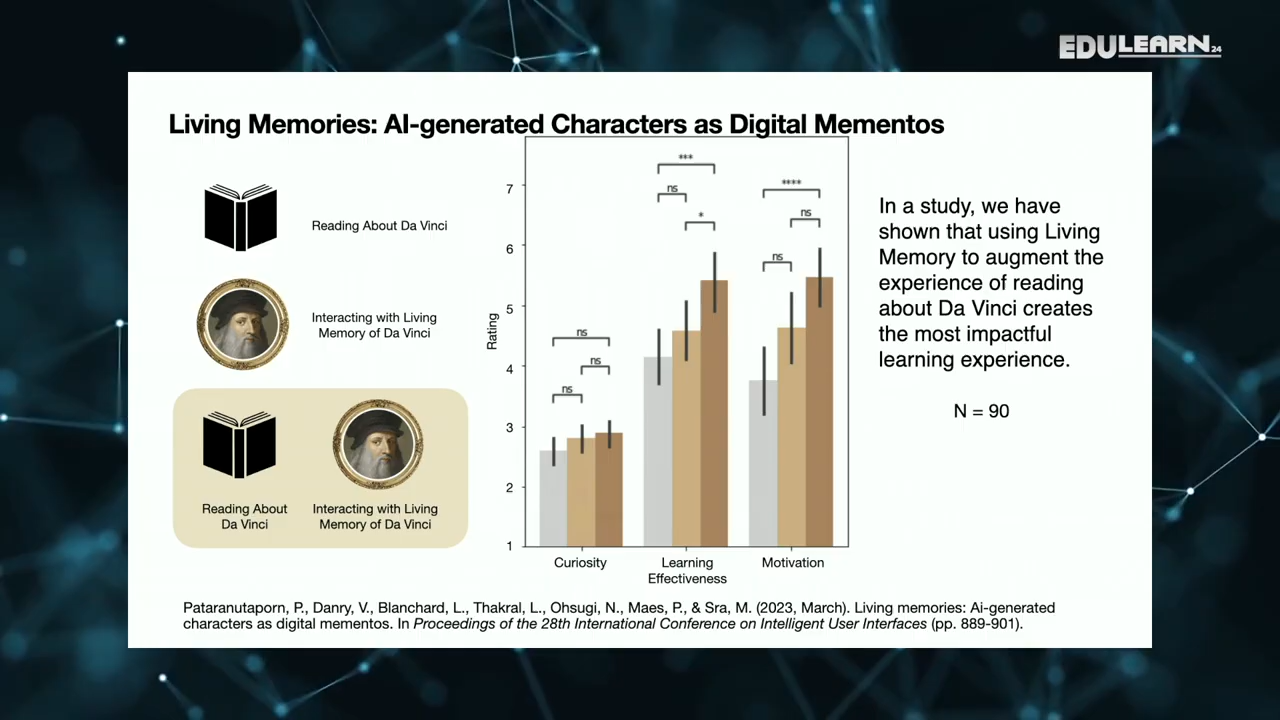 EDULEARN24
Living Memories: AI-generated Characters as Digital Mementos
Reading About Da Vinci
Interacting with Living
Memory of Da Vinci
Reading About
Da Vinci
Interacting with Living
Memory of Da Vinci
Rating
7
6
5
4
3
2
1
ns
ns
ns
***
ns
*
****
ns
ns
Curiosity
Learning
Effectiveness
Motivation
In a study, we have
shown that using Living
Memory to augment the
experience of reading
about Da Vinci creates
the most impactful
learning experience.
N = 90
Pataranutaporn, P., Danry, V., Blanchard, L., Thakral, L., Ohsugi, N., Maes, P., & Sra, M. (2023, March). Living memories: Ai-generated
characters as digital mementos. In Proceedings of the 28th International Conference on Intelligent User Interfaces (pp. 889-901).